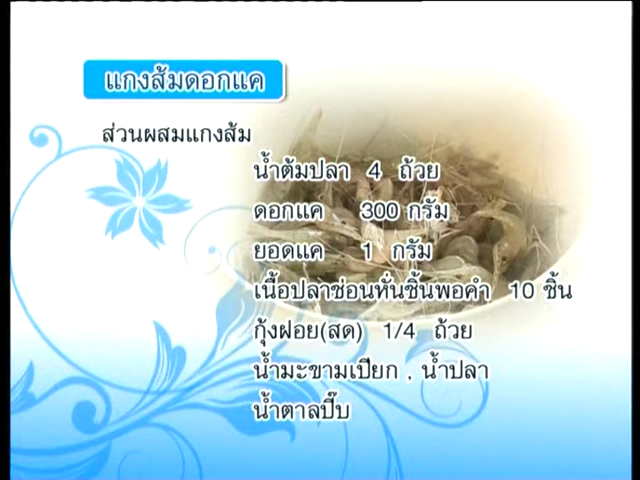 แกงส้มดอกแค
ส่วนผสมแกงส้ม
น้ำต้มปลา 4 ถ้วย
ดอกแค 300 กรัม
ยอดแค 1 กรัม
เนื้อปลาช่อนหั่นชิ้นพอคำ 10 ชิ้น
กุ้งฝอย(สด) 1/4 ถ้วย
น้ำมะขามเปียก , น้ำปลา
น้ำตาลปี๊บ